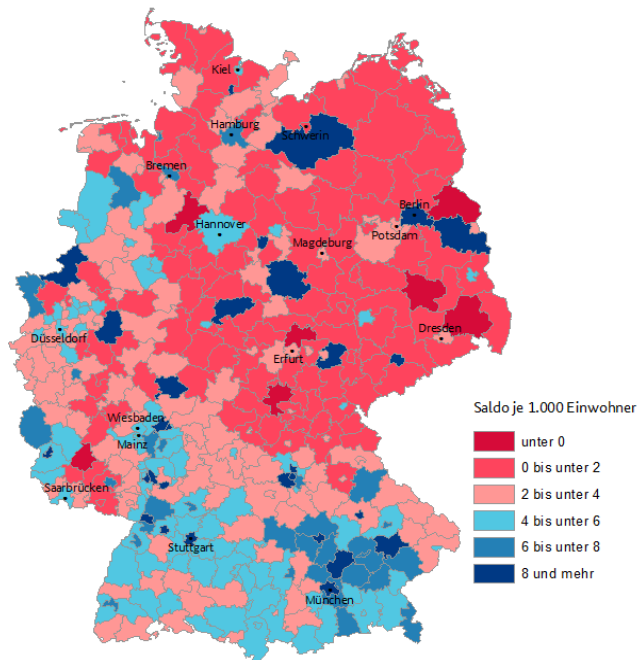 Kiel
Hamburg
Schwerin
Bremen
Berlin
Hannover
Potsdam
Magdeburg
Düsseldorf
Dresden
Erfurt
Saldo je 1.000 Einwohner
Wiesbaden
unter 0
Mainz
0 bis unter 2
Saarbrücken
2 bis unter 4
4 bis unter 6
Stuttgart
6 bis unter 8
8 und mehr
München